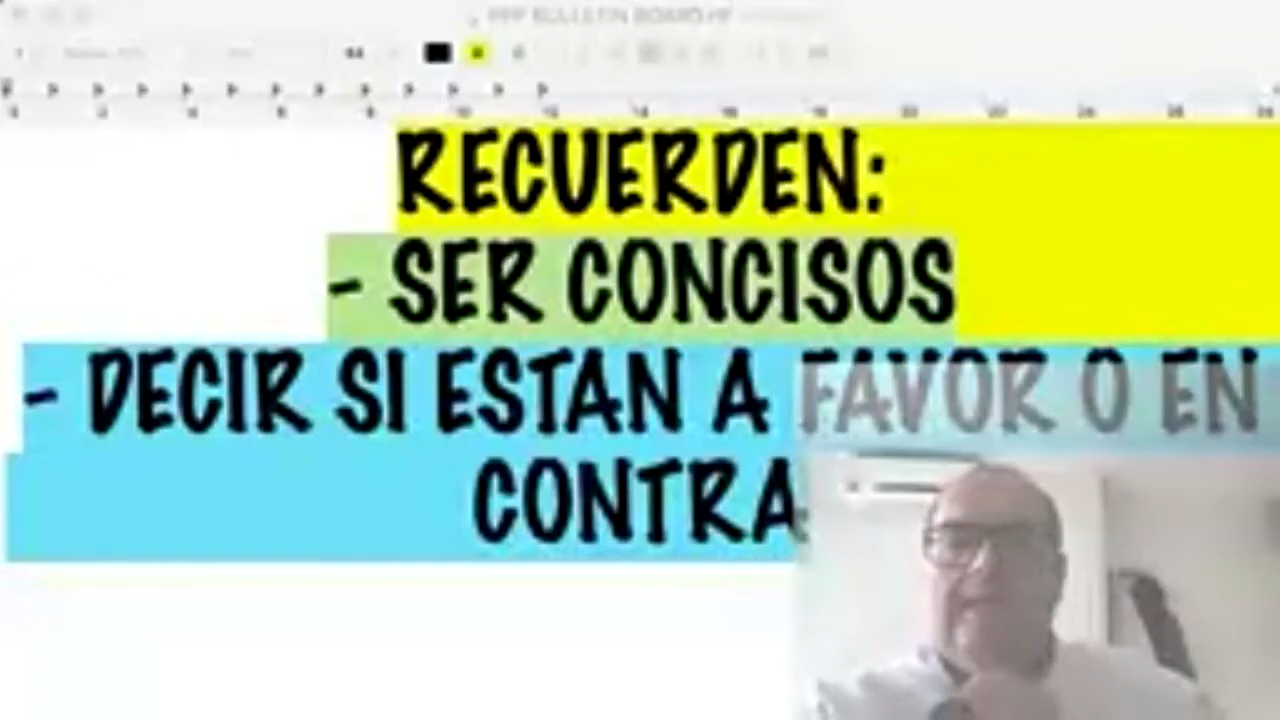 RECUERDEN:
- SER CONCISOS
- DECIR SI ESTAN A FAVOR O EN
CONTRA